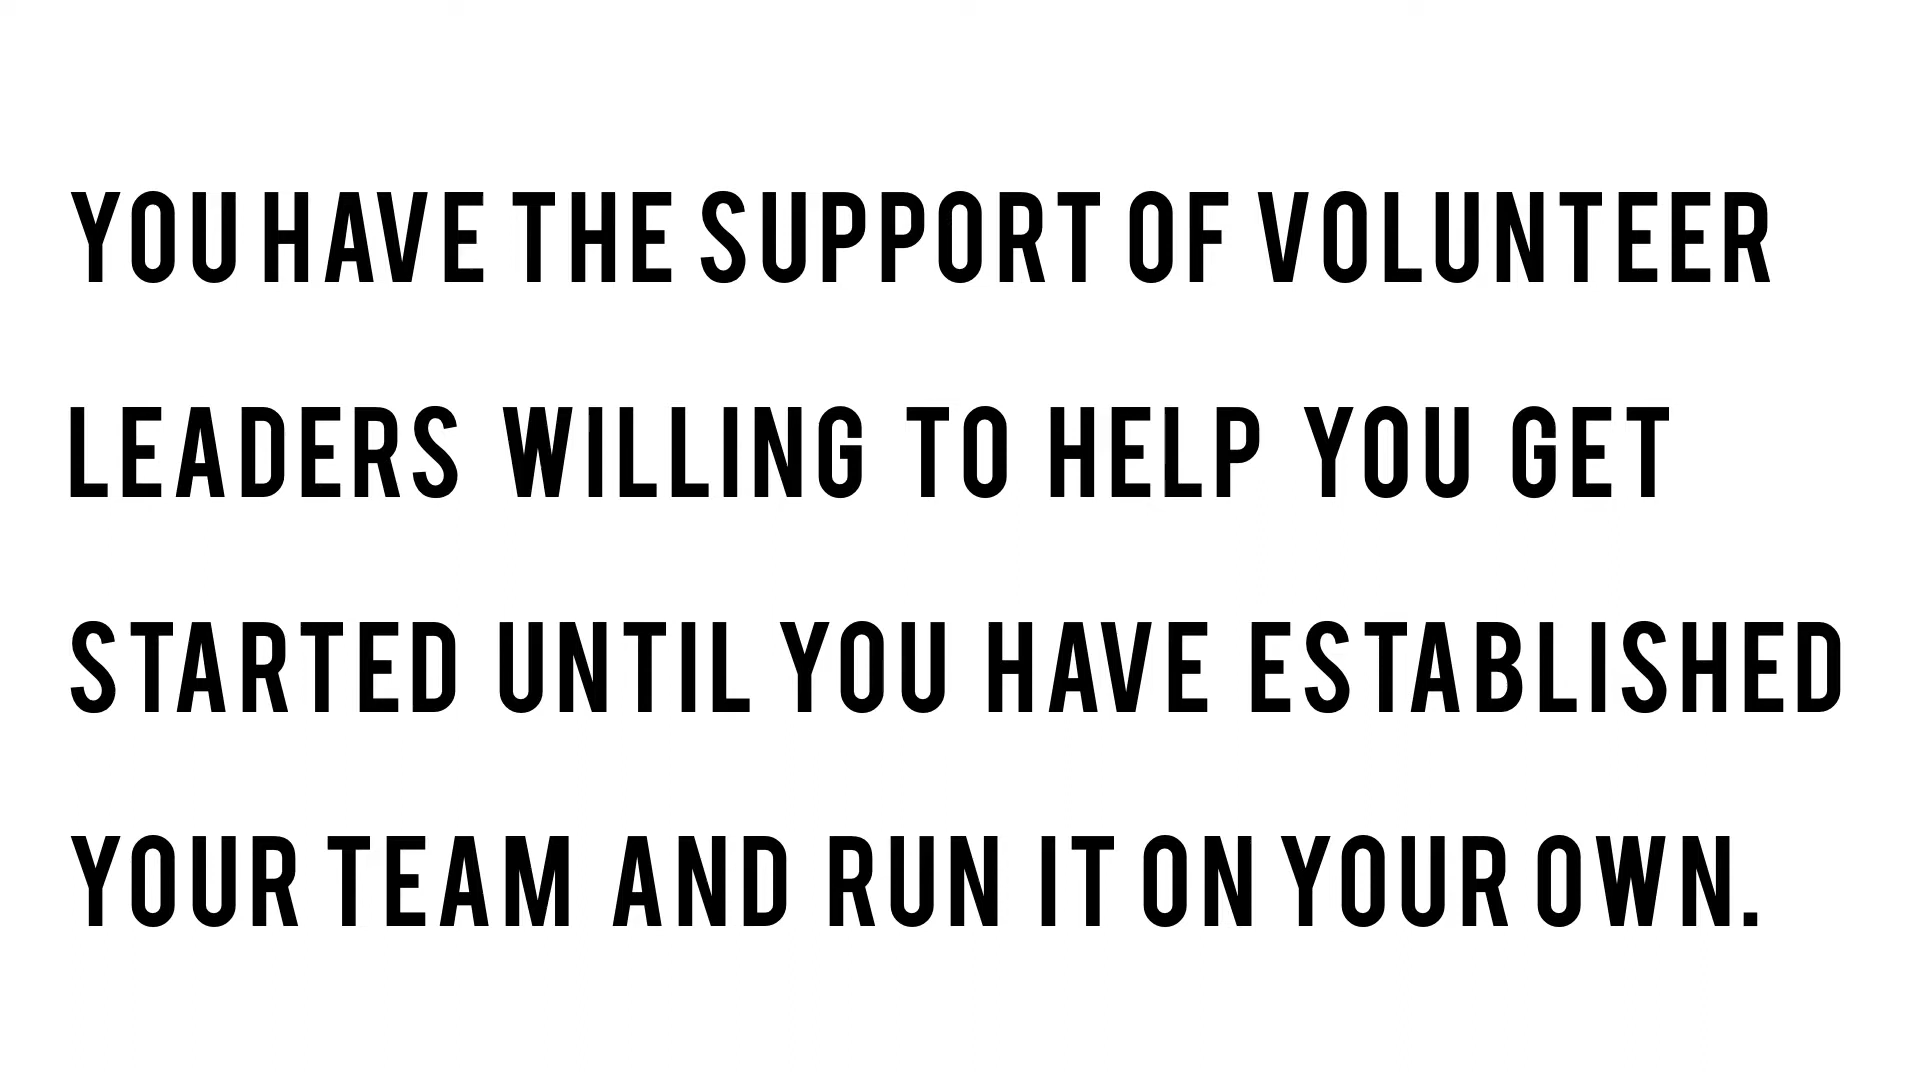 YOU HAVE THE SUPPORT OF VOLUNTEER
LEADERS WILLING TO HELP YOU GET
STARTED UNTIL YOU HAVE ESTABLISHED
YOUR TEAM AND RUN IT ON YOUR OWN.